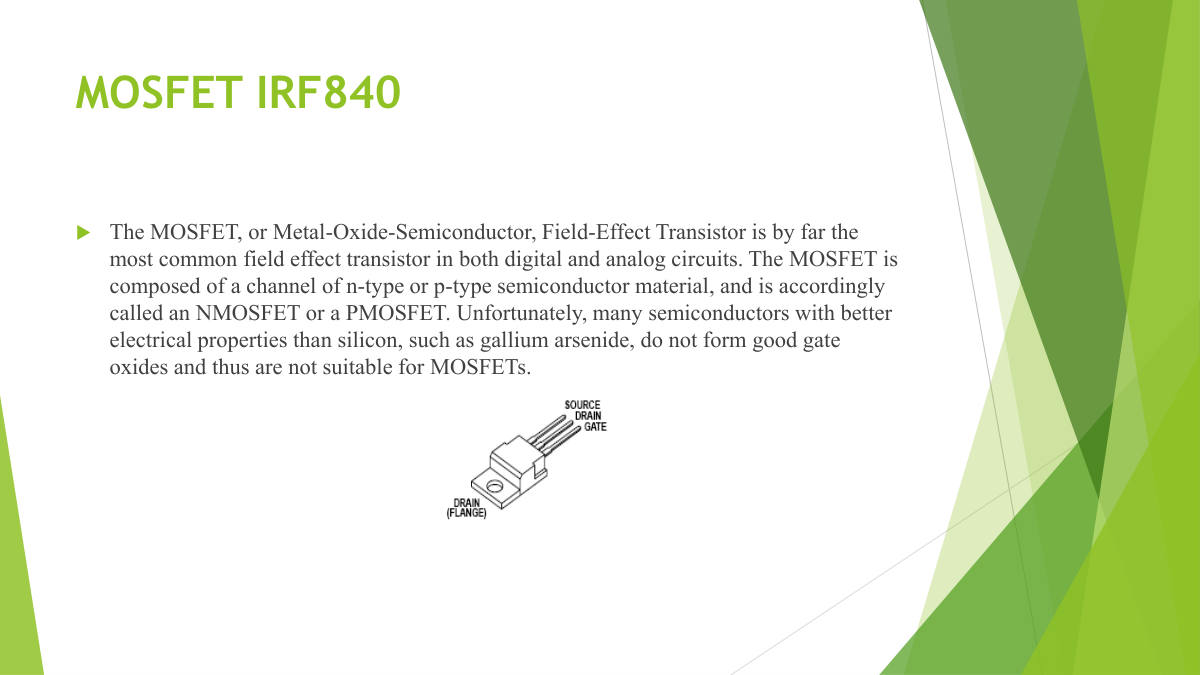 MOSFET IRF840
The MOSFET, or Metal-Oxide-Semiconductor, Field-Effect Transistor is by far the
most common field effect transistor in both digital and analog circuits. The MOSFET is
composed of a channel of n-type or p-type semiconductor material, and is accordingly
called an NMOSFET or a PMOSFET. Unfortunately, many semiconductors with better
electrical properties than silicon, such as gallium arsenide, do not form good gate
oxides and thus are not suitable for MOSFETs.
SOURCE
DRAIN
GATE
DRAIN
(FLANGE)